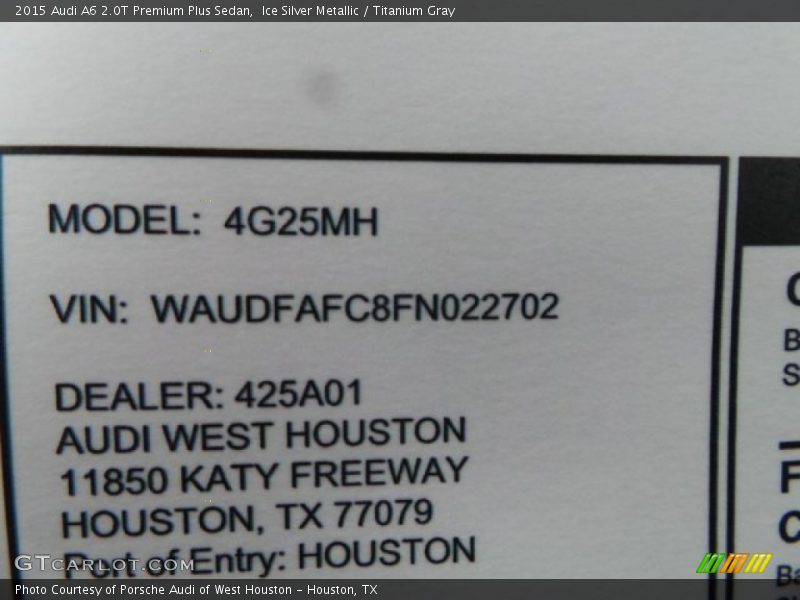 2015 Audi A6 2.0T Premium Plus Sedan,  Ice Silver Metallic / Titanium Gray
MODEL: 4G25MH
VIN: WAUDFAFC8FN022702
DEALER: 425A01
AUDI WEST HOUSTON
11850 KATY FREEWAY
HOUSTON, TX 77079
Port of Entry: HOUSTON
GTCARLOT.COM
Photo Courtesy of Porsche Audi of West Houston – Houston, TX